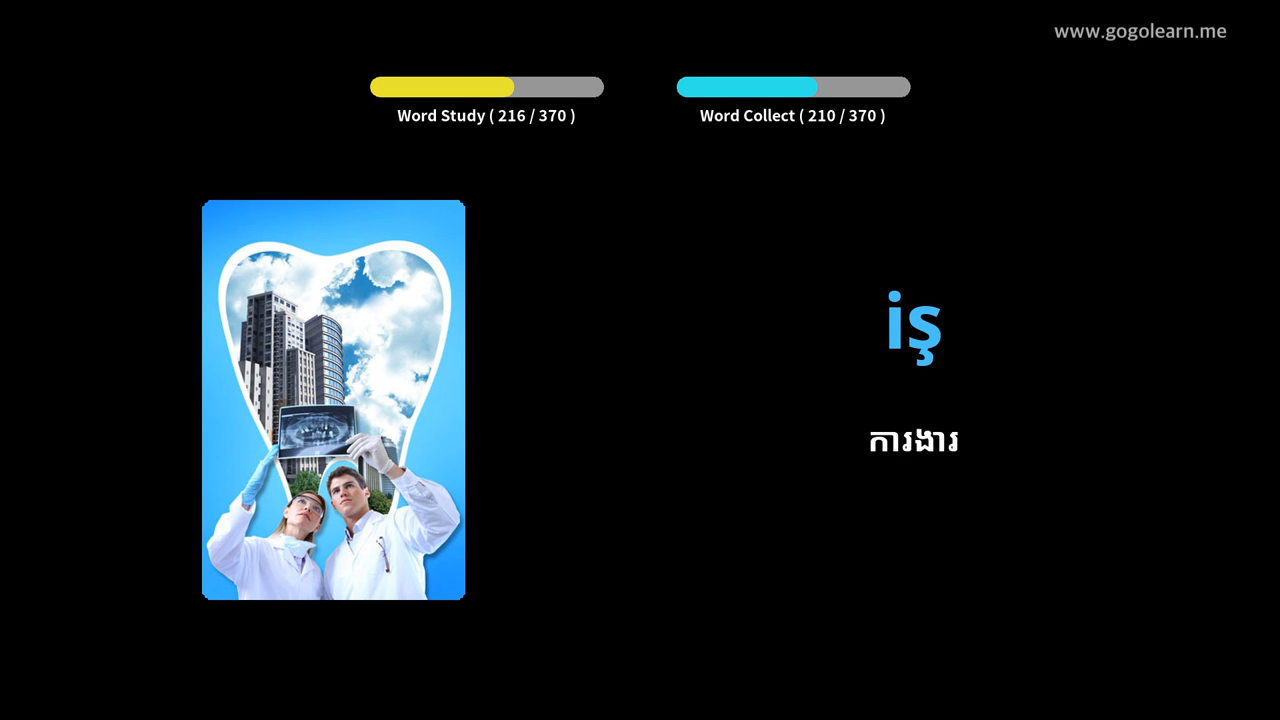 www.gogolearn.me
Word Study ( 216 / 370 )
Word Collect ( 210 / 370 )
iş
ការងារ